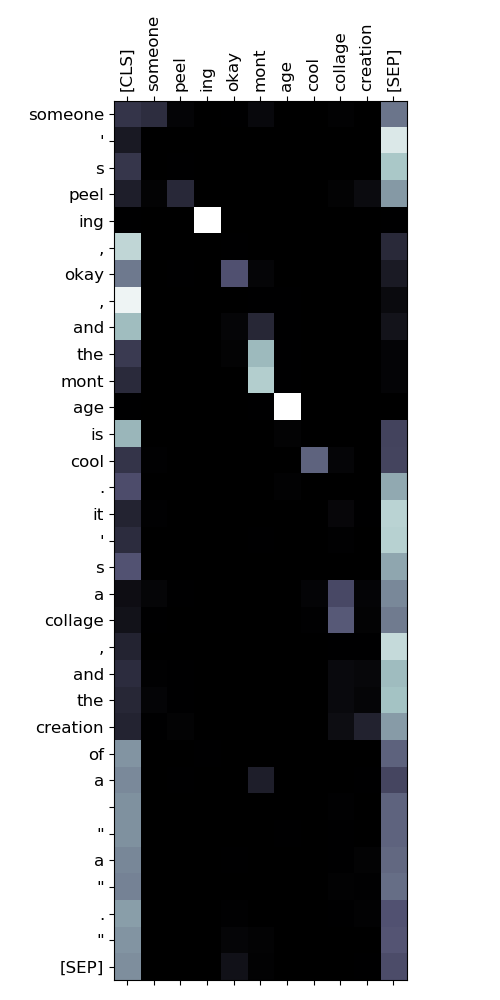 [CLS]
someone
peel
ing
okay
mont
age
cool
collage
creation
[SEP]
someone
'
s
peel
ing
,
okay
,
and
the
mont
age
is
cool
.
it
'
s
a
collage
,
and
the
creation
of
a
"
a
"
.
"
[SEP]